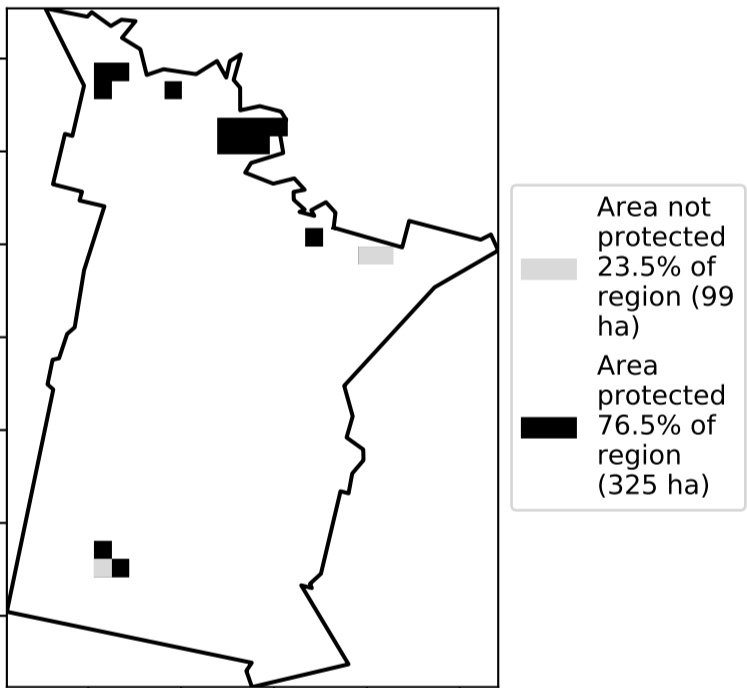 Area not
protected
23.5% of
region (99
ha)
Area
protected
76.5% of
region
(325 ha)